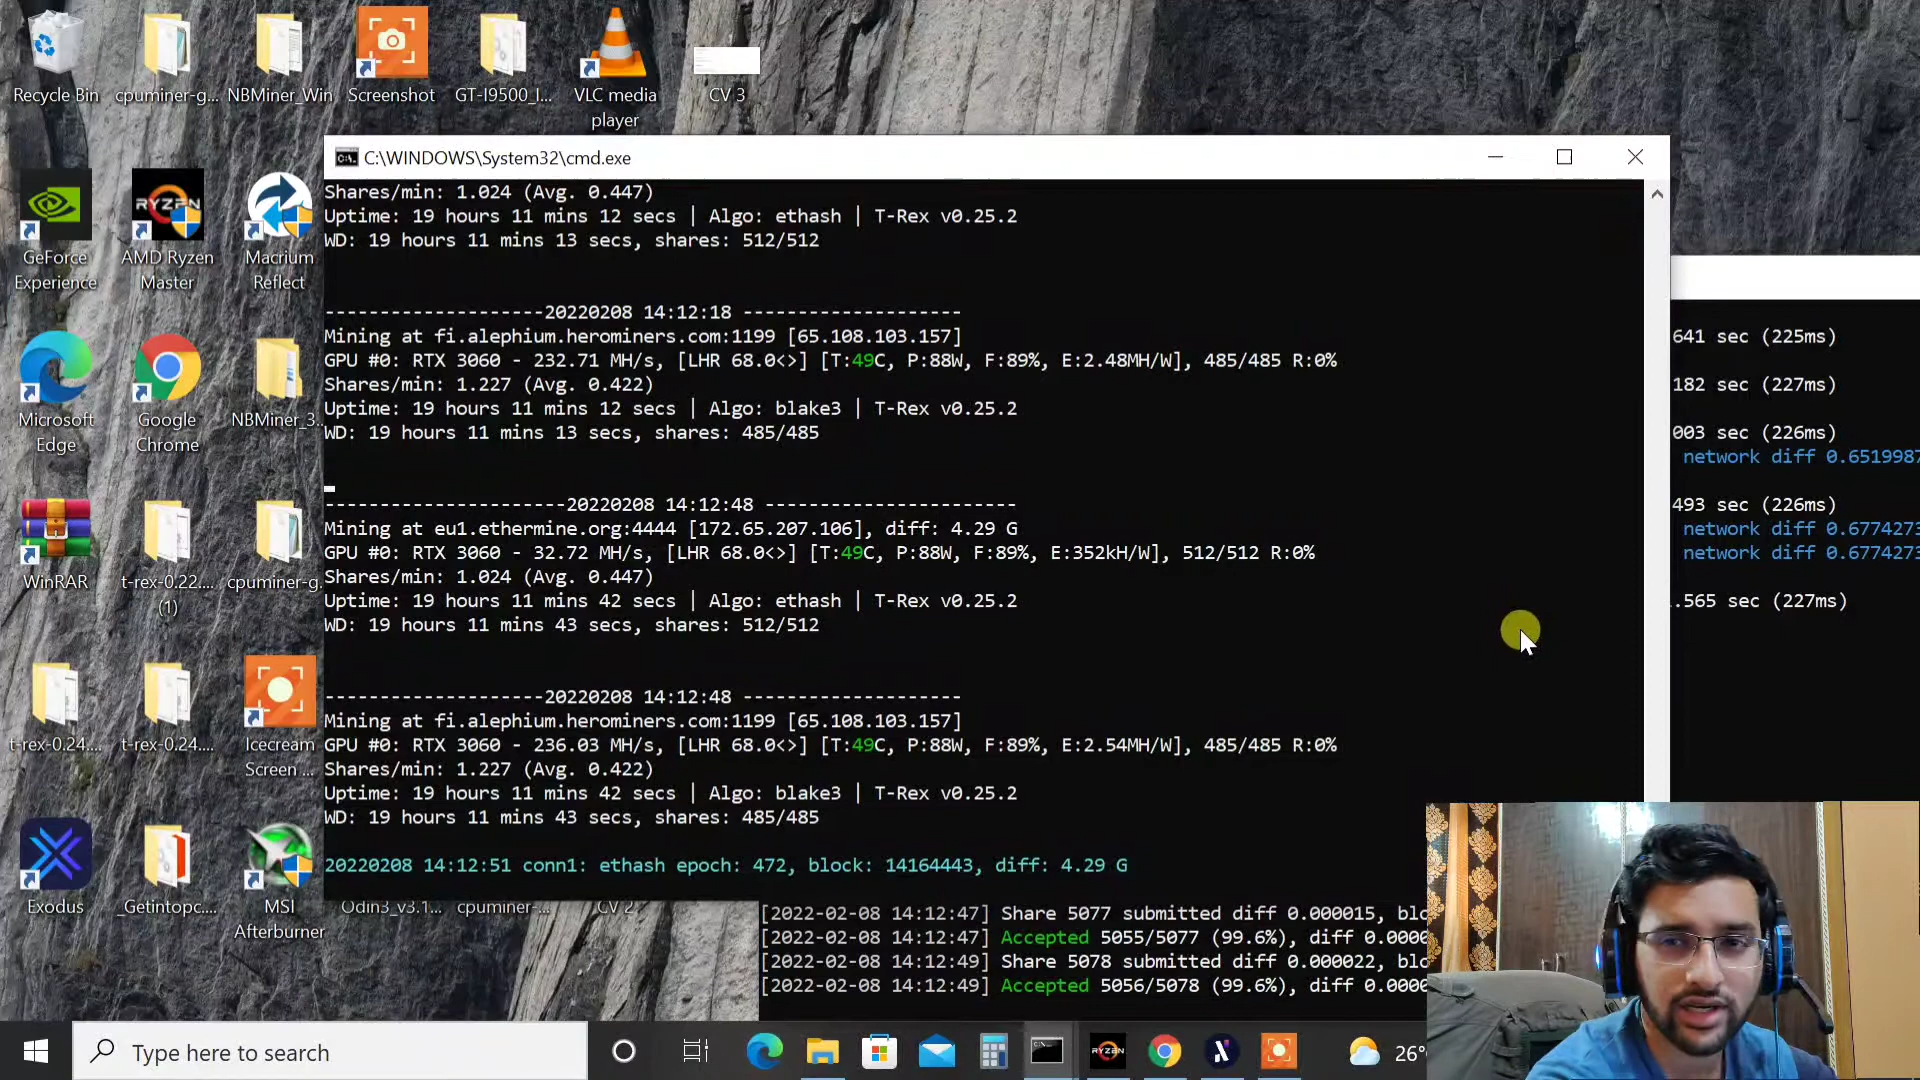 Recycle Bin
cpuminer-g...
NBMiner_Win
Screenshot
GT-I9500_I...
VLC media
player
CV 3
C:\WINDOWS\System32\cmd.exe
Shares/min: 1.024 (Avg. 0.447)
Uptime: 19 hours 11 mins 12 secs | Algo: ethash | T-Rex v0.25.2
WD: 19 hours 11 mins 13 secs, shares: 512/512
--------------------20220208 14:12:18 --------------------
Mining at fi.alephium.herominers.com:1199 [65.108.103.157]
GPU #0: RTX 3060 - 232.71 MH/s, [LHR 68.0<>] [T:49C, P:88W, F:89%, E:2.48MH/W], 485/485 R:0%
Shares/min: 1.227 (Avg. 0.422)
Uptime: 19 hours 11 mins 12 secs | Algo: blake3 | T-Rex v0.25.2
WD: 19 hours 11 mins 13 secs, shares: 485/485
----------------------20220208 14:12:48 -----------------------
Mining at eu1.ethermine.org:4444 [172.65.207.106], diff: 4.29 G
GPU #0: RTX 3060 - 32.72 MH/s, [LHR 68.0<>] [T:49C, P:88W, F:89%, E:352kH/W], 512/512 R:0%
Shares/min: 1.024 (Avg. 0.447)
Uptime: 19 hours 11 mins 42 secs | Algo: ethash | T-Rex v0.25.2
WD: 19 hours 11 mins 43 secs, shares: 512/512
--------------------20220208 14:12:48 --------------------
Mining at fi.alephium.herominers.com:1199 [65.108.103.157]
GPU #0: RTX 3060 - 236.03 MH/s, [LHR 68.0<>] [T:49C, P:88W, F:89%, E:2.54MH/W], 485/485 R:0%
Shares/min: 1.227 (Avg. 0.422)
Uptime: 19 hours 11 mins 42 secs | Algo: blake3 | T-Rex v0.25.2
WD: 19 hours 11 mins 43 secs, shares: 485/485
20220208 14:12:51 conn1: ethash epoch: 472, block: 14164443, diff: 4.29 G
641 sec (225ms)
182 sec (227ms)
003 sec (226ms)
network diff 0.6519987
493 sec (226ms)
network diff 0.6774273
network diff 0.6774273
.565 sec (227ms)
[2022-02-08 14:12:47] Share 5077 submitted diff 0.000015, blo
[2022-02-08 14:12:47] Accepted 5055/5077 (99.6%), diff 0.0000
[2022-02-08 14:12:49] Share 5078 submitted diff 0.000022, blo
[2022-02-08 14:12:49] Accepted 5056/5078 (99.6%), diff 0.0000
GeForce
Experience
RYZEN
AMD Ryzen
Master
Macrium
Reflect
Microsoft
Edge
Google
Chrome
NBMiner_3...
WinRAR
t-rex-0.22....
(1)
cpuminer-g...
t-rex-0.24....
t-rex-0.24....
Icecream
Screen ...
Exodus
_Getintopc....
MSI
Afterburner
Odin3_v3.1...
cpuminer-...
CV 2
Type here to search
RYZEN
26°